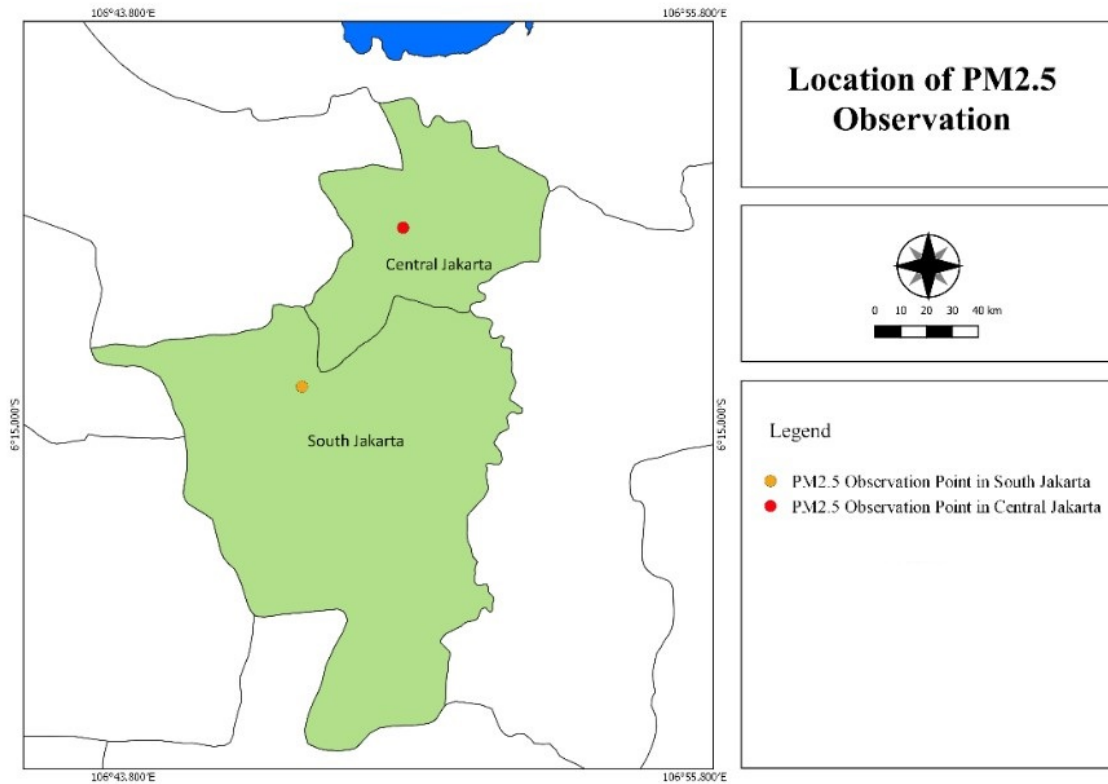 106°43.800'E
106°55.800'E
Location of PM2.5
Observation
Central Jakarta
0 10 20 30 40 km
6°15.000'S
6°15.000'S
South Jakarta
Legend
PM2.5 Observation Point in South Jakarta
PM2.5 Observation Point in Central Jakarta
106°43.800'E
106°55.800'E